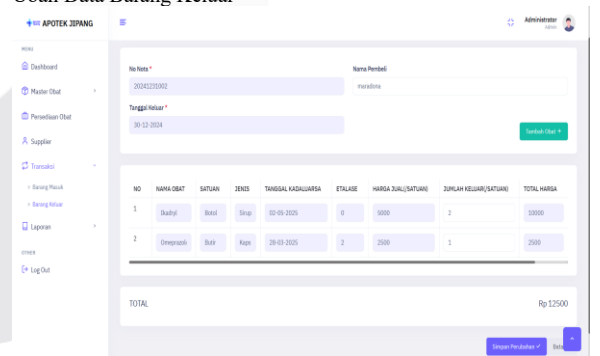 Ubah Data Barang Keluar
APOTEK JIPANG
Administrator
Admin
MENU
Dashboard
Master Obat
Persediaan Obat
Supplier
Transaksi
Barang Masuk
Barang Keluar
Laporan
OTHER
Log Out
No Nota *
Nama Pembeli
20241231002
maradona
Tanggal Keluar *
30-12-2024
Tambah Obat +
NO NAMA OBAT SATUAN JENIS TANGGAL KADALUARSA ETALASE HARGA JUAL(/SATUAN) JUMLAH KELUAR(/SATUAN) TOTAL HARGA
1 Diadryl Botol Sirup 02-05-2025 0 5000 2 10000
2 Omeprazole Butir Kaps 28-03-2025 2 2500 1 2500
TOTAL Rp 12500
Simpan Perubahan ✓